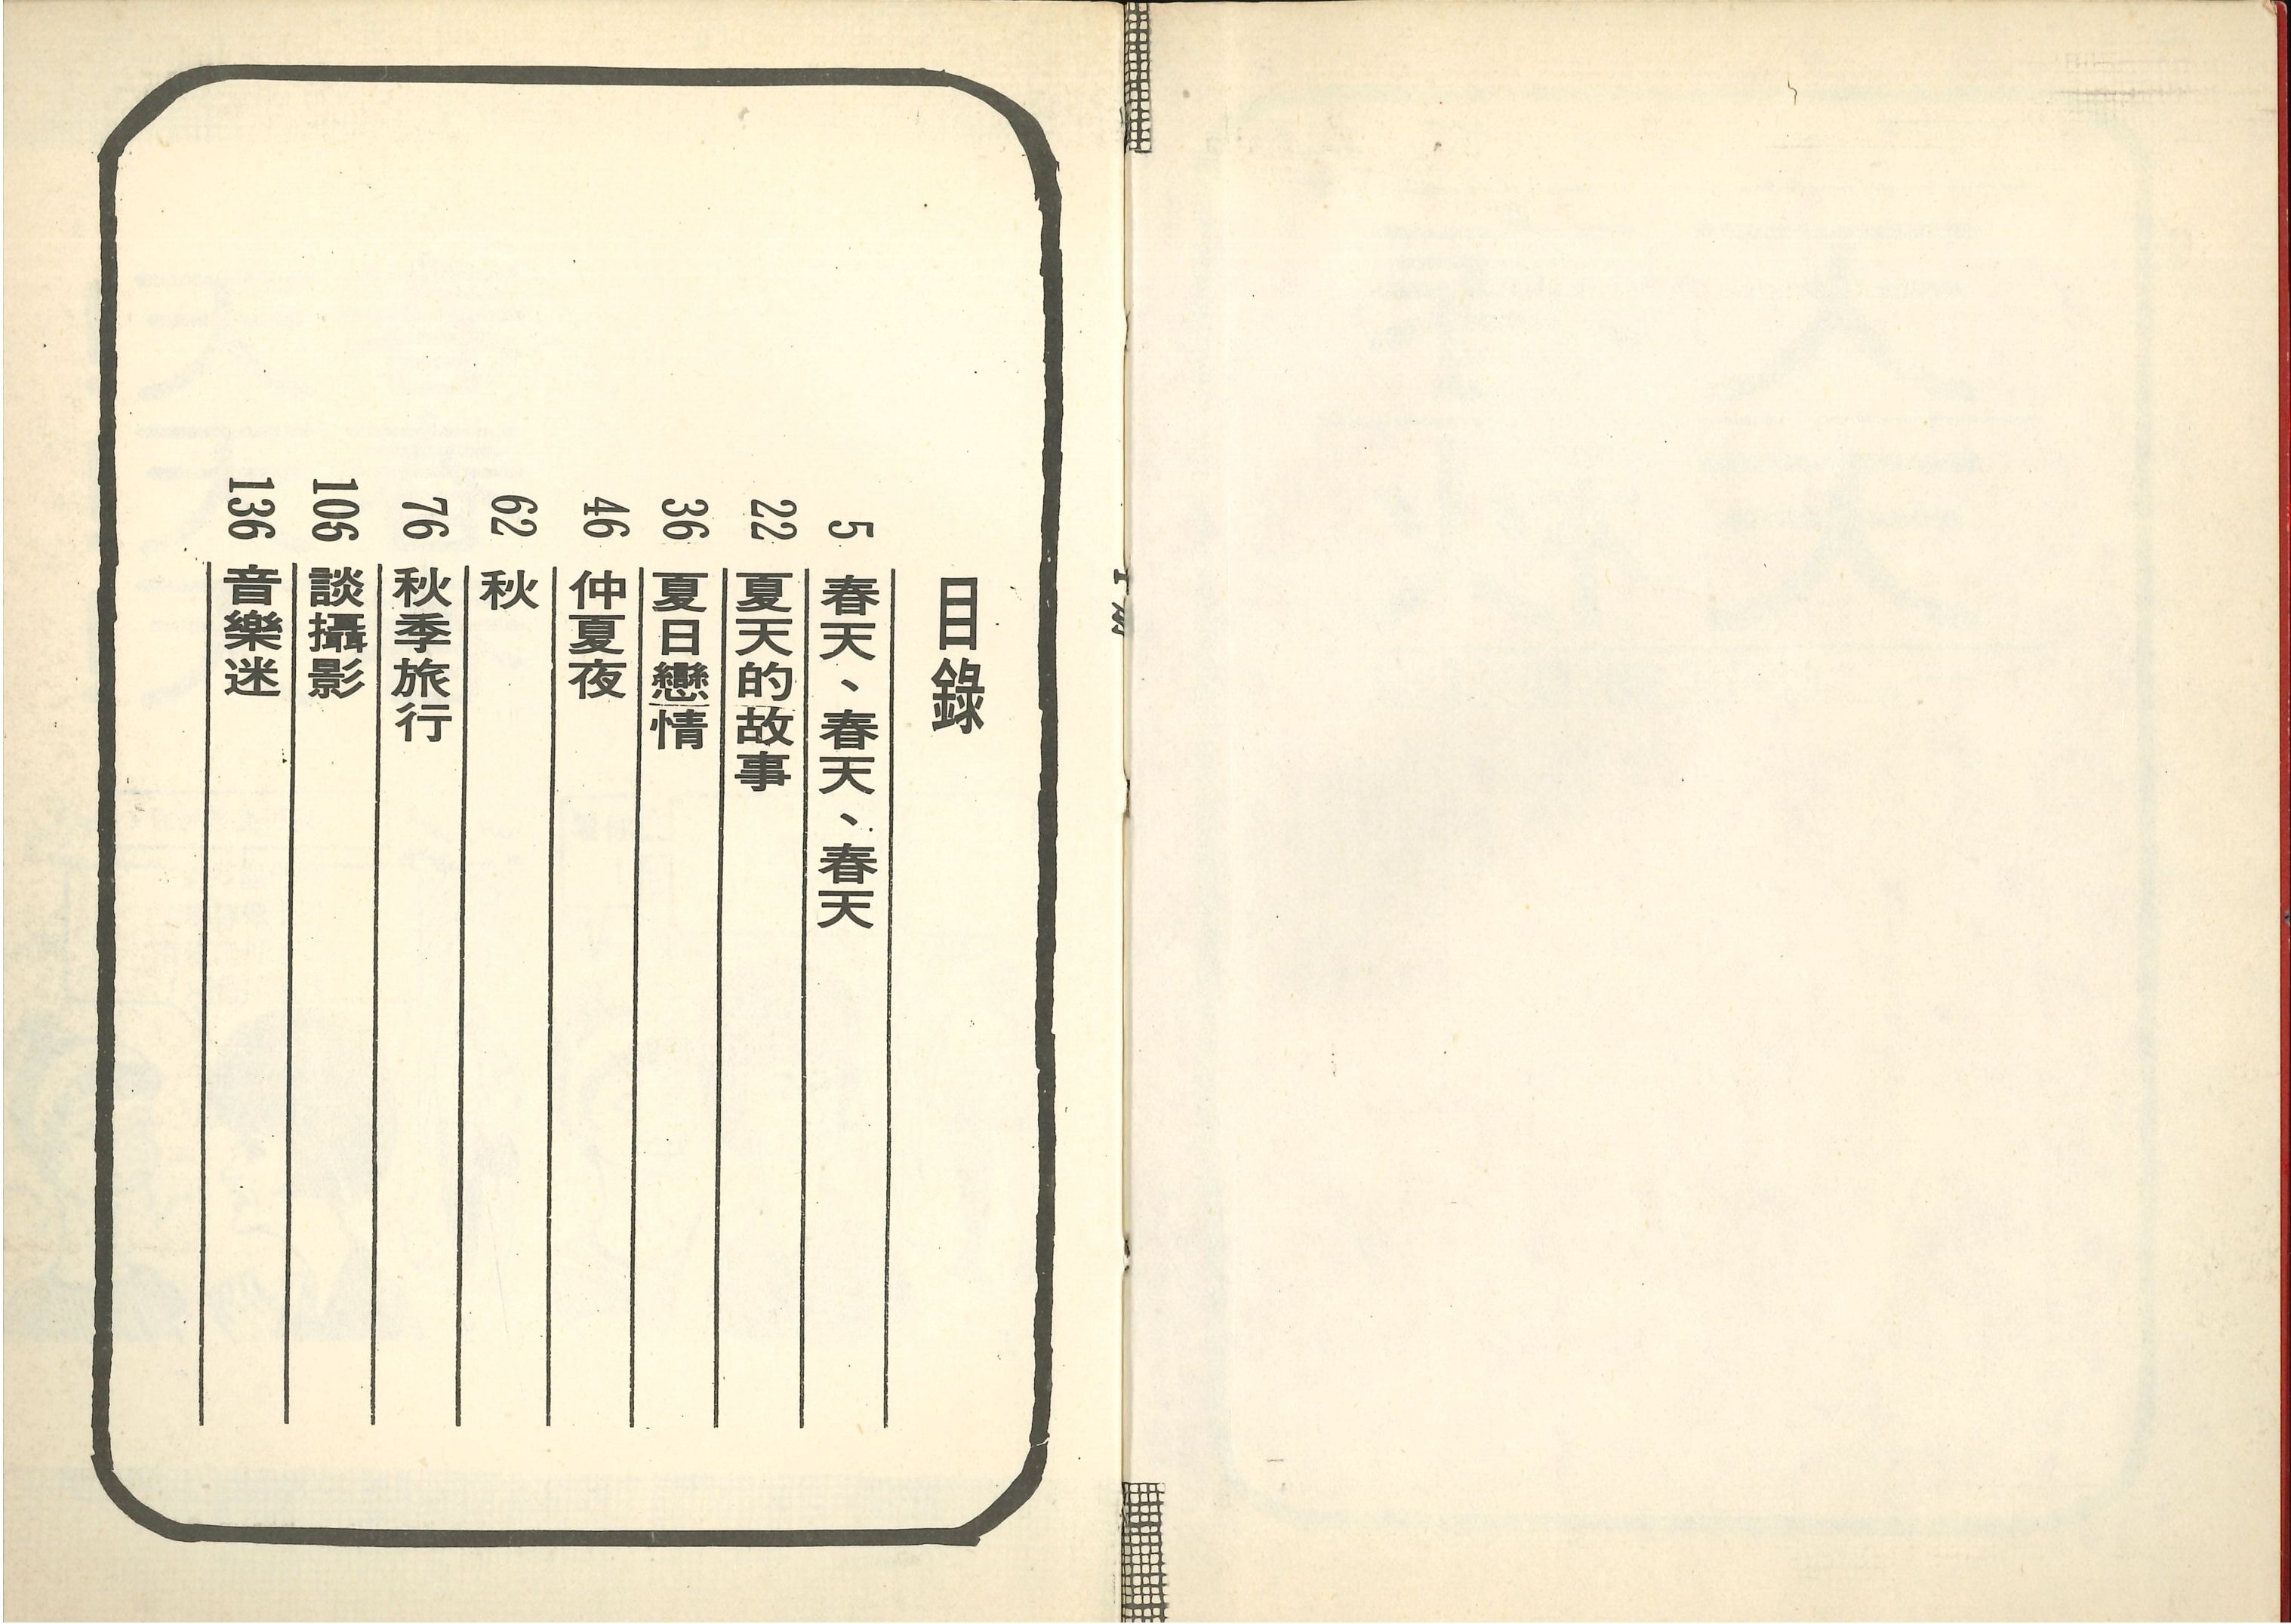 目錄
5 春天、春天、春天
22 夏天的故事
36 夏日戀情
46 仲夏夜
62 秋
76 秋季旅行
106 談攝影
136 音樂迷